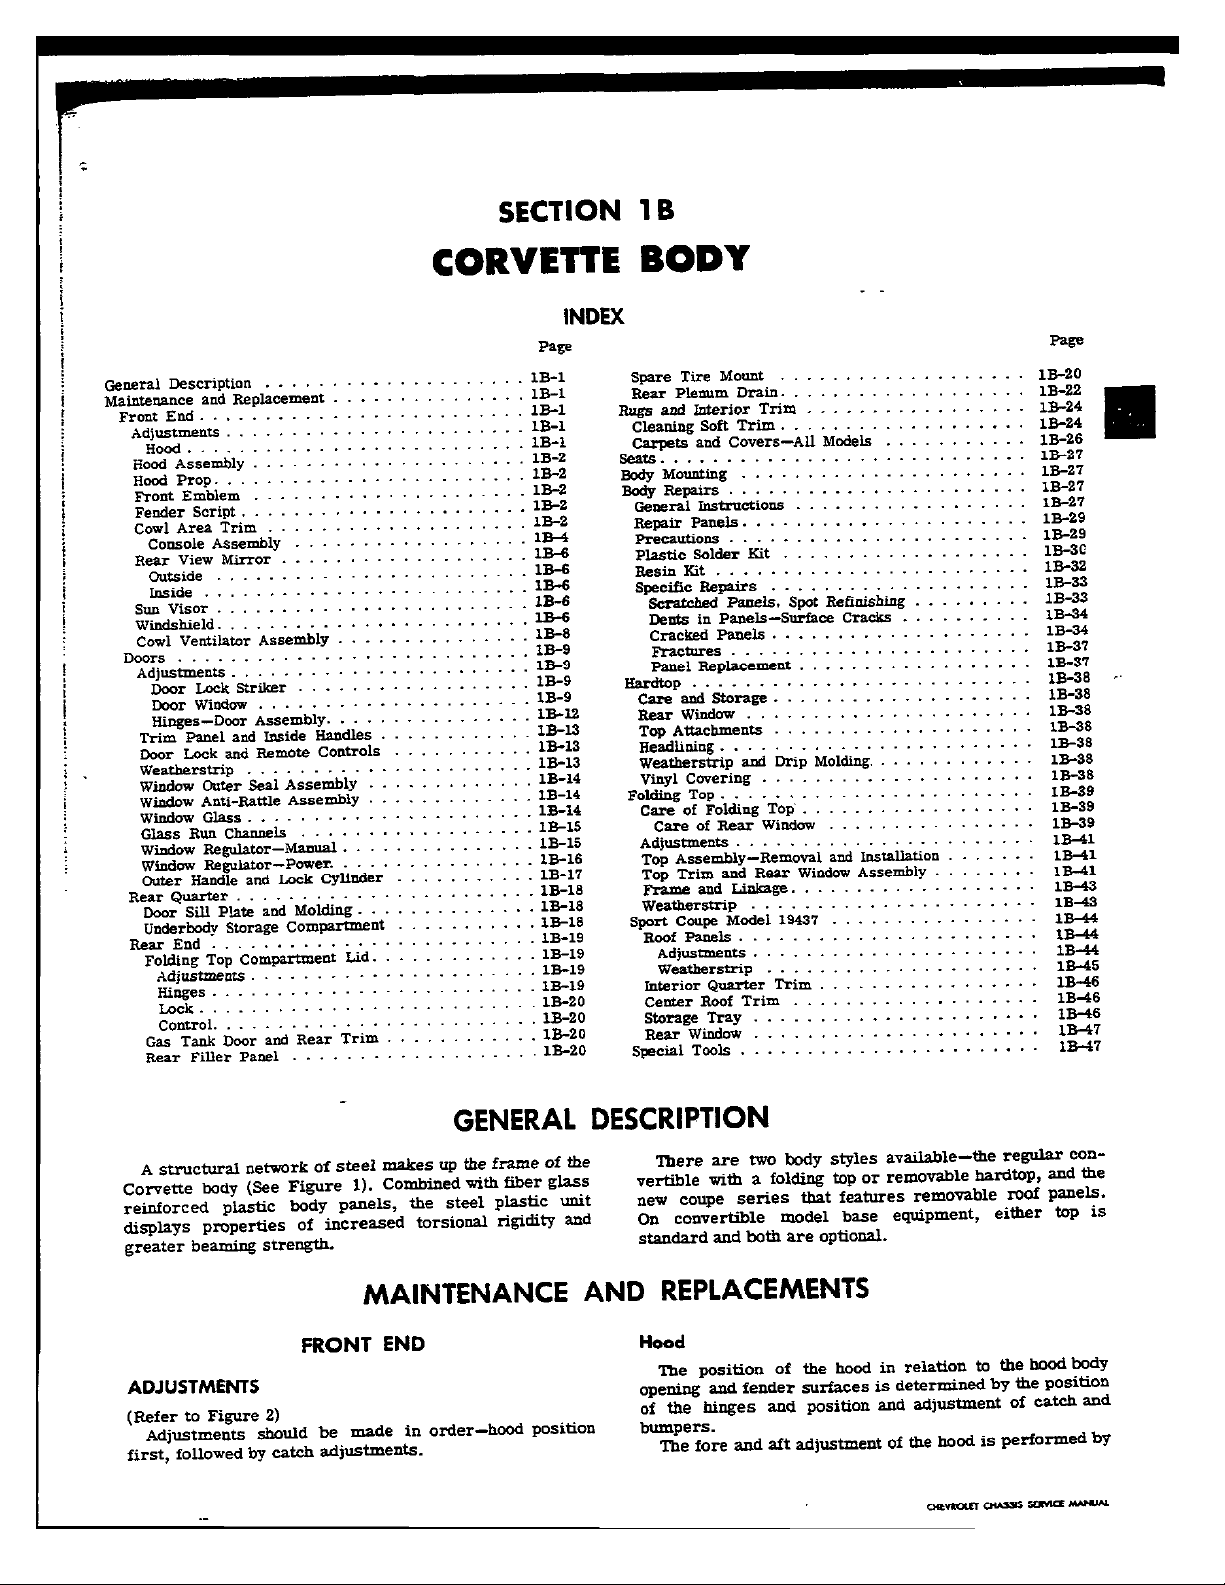 SECTION 1B
CORVETTE BODY
INDEX
Page
General Description . . . . . . . . . . . . . . . . . . . . 1B-1
Maintenance and Replacement . . . . . . . . . . . . . . . 1B-1
Front End . . . . . . . . . . . . . . . . . . . . . . . . . 1B-1
Adjustments . . . . . . . . . . . . . . . . . . . . . . . 1B-1
Hood . . . . . . . . . . . . . . . . . . . . . . . . . . 1B-1
Hood Assembly . . . . . . . . . . . . . . . . . . . . . 1B-2
Hood Prop . . . . . . . . . . . . . . . . . . . . . . . . 1B-2
Front Emblem . . . . . . . . . . . . . . . . . . . . . 1B-2
Fender Script . . . . . . . . . . . . . . . . . . . . . . 1B-2
Cowl Area Trim . . . . . . . . . . . . . . . . . . . . 1B-2
Console Assembly . . . . . . . . . . . . . . . . . . 1B-4
Rear View Mirror . . . . . . . . . . . . . . . . . . . 1B-6
Outside . . . . . . . . . . . . . . . . . . . . . . . . 1B-6
Inside . . . . . . . . . . . . . . . . . . . . . . . . . 1B-6
Sun Visor . . . . . . . . . . . . . . . . . . . . . . . . 1B-6
Windshield . . . . . . . . . . . . . . . . . . . . . . . . 1B-6
Cowl Ventilator Assembly . . . . . . . . . . . . . . . 1B-8
Doors . . . . . . . . . . . . . . . . . . . . . . . . . . . 1B-9
Adjustments . . . . . . . . . . . . . . . . . . . . . . . 1B-9
Door Lock Striker . . . . . . . . . . . . . . . . . . 1B-9
Door Window . . . . . . . . . . . . . . . . . . . . . 1B-9
Hinges—Door Assembly . . . . . . . . . . . . . . . . 1B-12
Trim Panel and Inside Handles . . . . . . . . . . . . 1B-13
Door Lock and Remote Controls . . . . . . . . . . . 1B-13
Weatherstrip . . . . . . . . . . . . . . . . . . . . . . 1B-13
Window Outer Seal Assembly . . . . . . . . . . . . . 1B-14
Window Anti-Rattle Assembly . . . . . . . . . . . . . 1B-14
Window Glass . . . . . . . . . . . . . . . . . . . . . . 1B-14
Glass Run Channels . . . . . . . . . . . . . . . . . . 1B-15
Window Regulator—Manual . . . . . . . . . . . . . . . 1B-15
Window Regulator—Power . . . . . . . . . . . . . . . . 1B-16
Outer Handle and Lock Cylinder . . . . . . . . . . . 1B-17
Rear Quarter . . . . . . . . . . . . . . . . . . . . . . . 1B-18
Door Sill Plate and Molding . . . . . . . . . . . . . . 1B-18
Underbody Storage Compartment . . . . . . . . . . . 1B-18
Rear End . . . . . . . . . . . . . . . . . . . . . . . . . 1B-19
Folding Top Compartment Lid . . . . . . . . . . . . . 1B-19
Adjustments . . . . . . . . . . . . . . . . . . . . . . 1B-19
Hinges . . . . . . . . . . . . . . . . . . . . . . . . . 1B-19
Lock . . . . . . . . . . . . . . . . . . . . . . . . . . 1B-20
Control . . . . . . . . . . . . . . . . . . . . . . . . . 1B-20
Gas Tank Door and Rear Trim . . . . . . . . . . . . 1B-20
Rear Filler Panel . . . . . . . . . . . . . . . . . . . 1B-20
Page
Spare Tire Mount . . . . . . . . . . . . . . . . . . . 1B-20
Rear Plenum Drain . . . . . . . . . . . . . . . . . . . 1B-22
Rugs and Interior Trim . . . . . . . . . . . . . . . . . 1B-24
Cleaning Soft Trim . . . . . . . . . . . . . . . . . . . 1B-24
Carpets and Covers—All Models . . . . . . . . . . . 1B-26
Seats . . . . . . . . . . . . . . . . . . . . . . . . . . . . 1B-27
Body Mounting . . . . . . . . . . . . . . . . . . . . . . 1B-27
Body Repairs . . . . . . . . . . . . . . . . . . . . . . . 1B-27
General Instructions . . . . . . . . . . . . . . . . . . 1B-27
Repair Panels . . . . . . . . . . . . . . . . . . . . . . 1B-29
Precautions . . . . . . . . . . . . . . . . . . . . . . . 1B-29
Plastic Solder Kit . . . . . . . . . . . . . . . . . . . 1B-3C
Resin Kit . . . . . . . . . . . . . . . . . . . . . . . . 1B-32
Specific Repairs . . . . . . . . . . . . . . . . . . . . 1B-33
Scratched Panels, Spot Refinishing . . . . . . . . . 1B-33
Dents in Panels—Surface Cracks . . . . . . . . . . 1B-34
Cracked Panels . . . . . . . . . . . . . . . . . . . . 1B-34
Fractures . . . . . . . . . . . . . . . . . . . . . . . 1B-37
Panel Replacement . . . . . . . . . . . . . . . . . . 1B-37
Hardtop . . . . . . . . . . . . . . . . . . . . . . . . . . 1B-38
Care and Storage . . . . . . . . . . . . . . . . . . . . 1B-38
Rear Window . . . . . . . . . . . . . . . . . . . . . . 1B-38
Top Attachments . . . . . . . . . . . . . . . . . . . . 1B-38
Headlining . . . . . . . . . . . . . . . . . . . . . . . . 1B-38
Weatherstrip and Drip Molding . . . . . . . . . . . . . 1B-38
Vinyl Covering . . . . . . . . . . . . . . . . . . . . . 1B-38
Folding Top . . . . . . . . . . . . . . . . . . . . . . . . 1B-39
Care of Folding Top . . . . . . . . . . . . . . . . . . 1B-39
Care of Rear Window . . . . . . . . . . . . . . . . 1B-39
Adjustments . . . . . . . . . . . . . . . . . . . . . . . 1B-41
Top Assembly—Removal and Installation . . . . . . . 1B-41
Top Trim and Rear Window Assembly . . . . . . . . 1B-41
Frame and Linkage . . . . . . . . . . . . . . . . . . . 1B-43
Weatherstrip . . . . . . . . . . . . . . . . . . . . . . 1B-43
Sport Coupe Model 19437 . . . . . . . . . . . . . . . . 1B-44
Roof Panels . . . . . . . . . . . . . . . . . . . . . . . 1B-44
Adjustments . . . . . . . . . . . . . . . . . . . . . . 1B-44
Weatherstrip . . . . . . . . . . . . . . . . . . . . . 1B-45
Interior Quarter Trim . . . . . . . . . . . . . . . . . 1B-46
Center Roof Trim . . . . . . . . . . . . . . . . . . . 1B-46
Storage Tray . . . . . . . . . . . . . . . . . . . . . . 1B-46
Rear Window . . . . . . . . . . . . . . . . . . . . . . 1B-47
Special Tools . . . . . . . . . . . . . . . . . . . . . . . 1B-47
GENERAL DESCRIPTION
A structural network of steel makes up the frame of the
Corvette body (See Figure 1). Combined with fiber glass
reinforced plastic body panels, the steel plastic unit
displays properties of increased torsional rigidity and
greater beaming strength.
There are two body styles available—the regular con-
vertible with a folding top or removable hardtop, and the
new coupe series that features removable roof panels.
On convertible model base equipment, either top is
standard and both are optional.
MAINTENANCE AND REPLACEMENTS
FRONT END
ADJUSTMENTS
(Refer to Figure 2)
Adjustments should be made in order—hood position
first, followed by catch adjustments.
Hood
The position of the hood in relation to the hood body
opening and fender surfaces is determined by the position
of the hinges and position and adjustment of catch and
bumpers.
The fore and aft adjustment of the hood is performed by
CHEVROLET CHASSIS SERVICE MANUAL